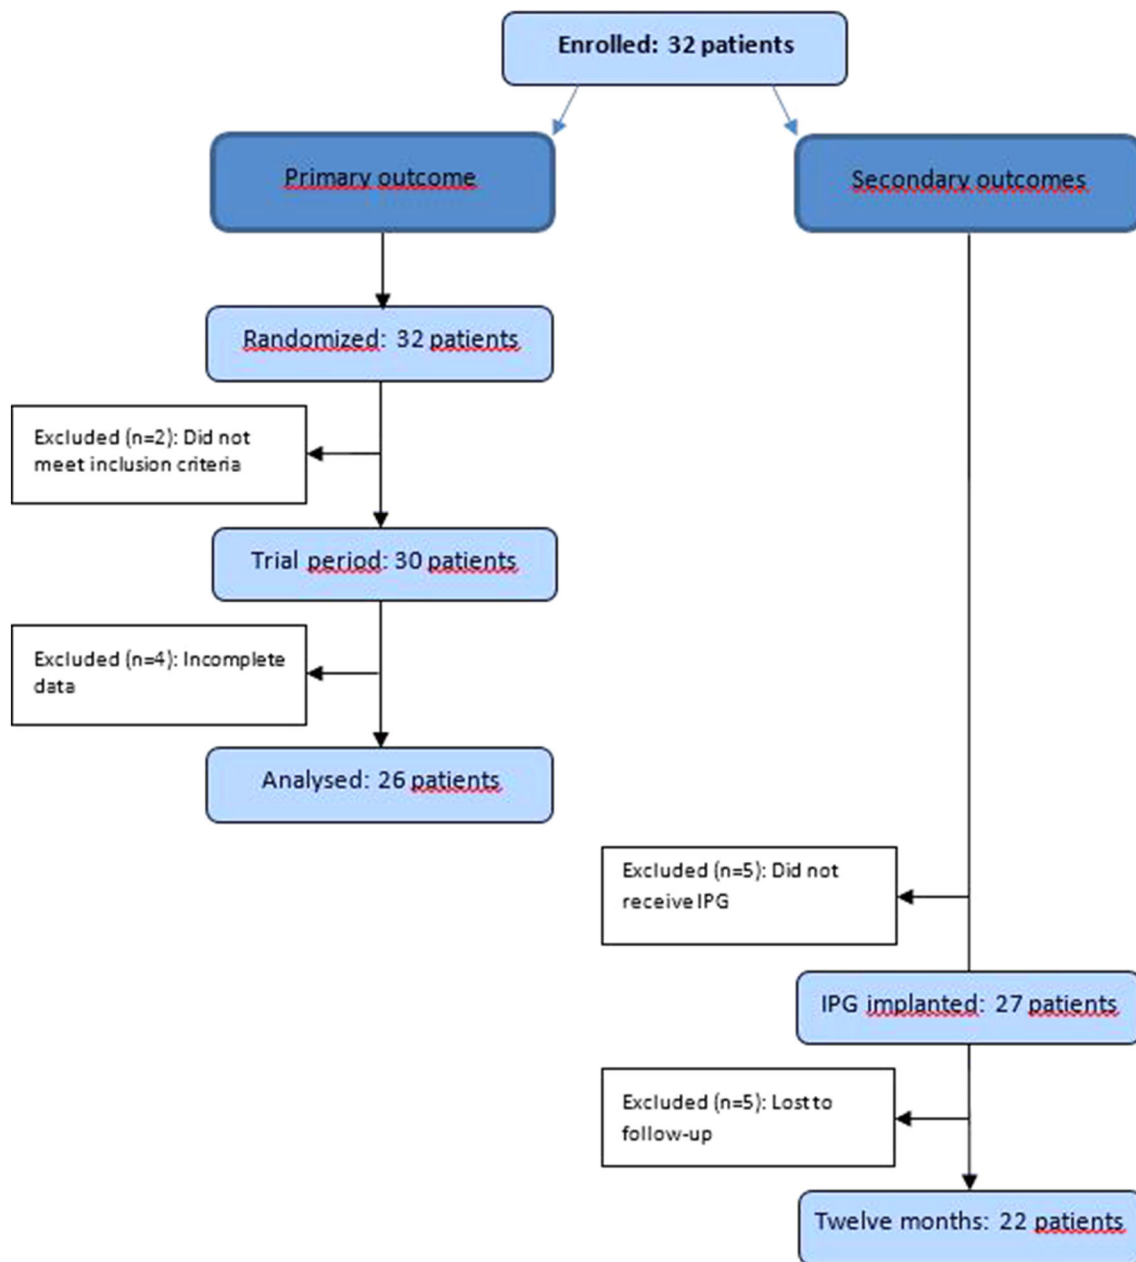 Enrolled: 32 patients
Primary outcome
Secondary outcomes
Randomized: 32 patients
Excluded (n=2): Did not
meet inclusion criteria
Trial period: 30 patients
Excluded (n=4): Incomplete
data
Analysed: 26 patients
Excluded (n=5): Did not
receive IPG
IPG implanted: 27 patients
Excluded (n=5): Lost to
follow-up
Twelve months: 22 patients